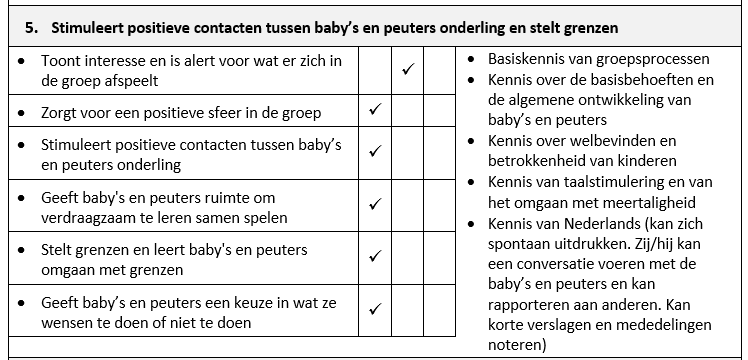 5. Stimuleert positieve contacten tussen baby’s en peuters onderling en stelt grenzen
• Toont interesse en is alert voor wat er zich in
de groep afspeelt
✓
• Zorgt voor een positieve sfeer in de groep
✓
• Stimuleert positieve contacten tussen baby’s
en peuters onderling
✓
• Geeft baby's en peuters ruimte om
verdraagzaam te leren samen spelen
✓
• Stelt grenzen en leert baby's en peuters
omgaan met grenzen
✓
• Geeft baby’s en peuters een keuze in wat ze
wensen te doen of niet te doen
✓
• Basiskennis van groepsprocessen
• Kennis over de basisbehoeften en
de algemene ontwikkeling van
baby’s en peuters
• Kennis over welbevinden en
betrokkenheid van kinderen
• Kennis van taalstimulering en van
het omgaan met meertaligheid
• Kennis van Nederlands (kan zich
spontaan uitdrukken. Zij/hij kan
een conversatie voeren met de
baby’s en peuters en kan
rapporteren aan anderen. Kan
korte verslagen en mededelingen
noteren)